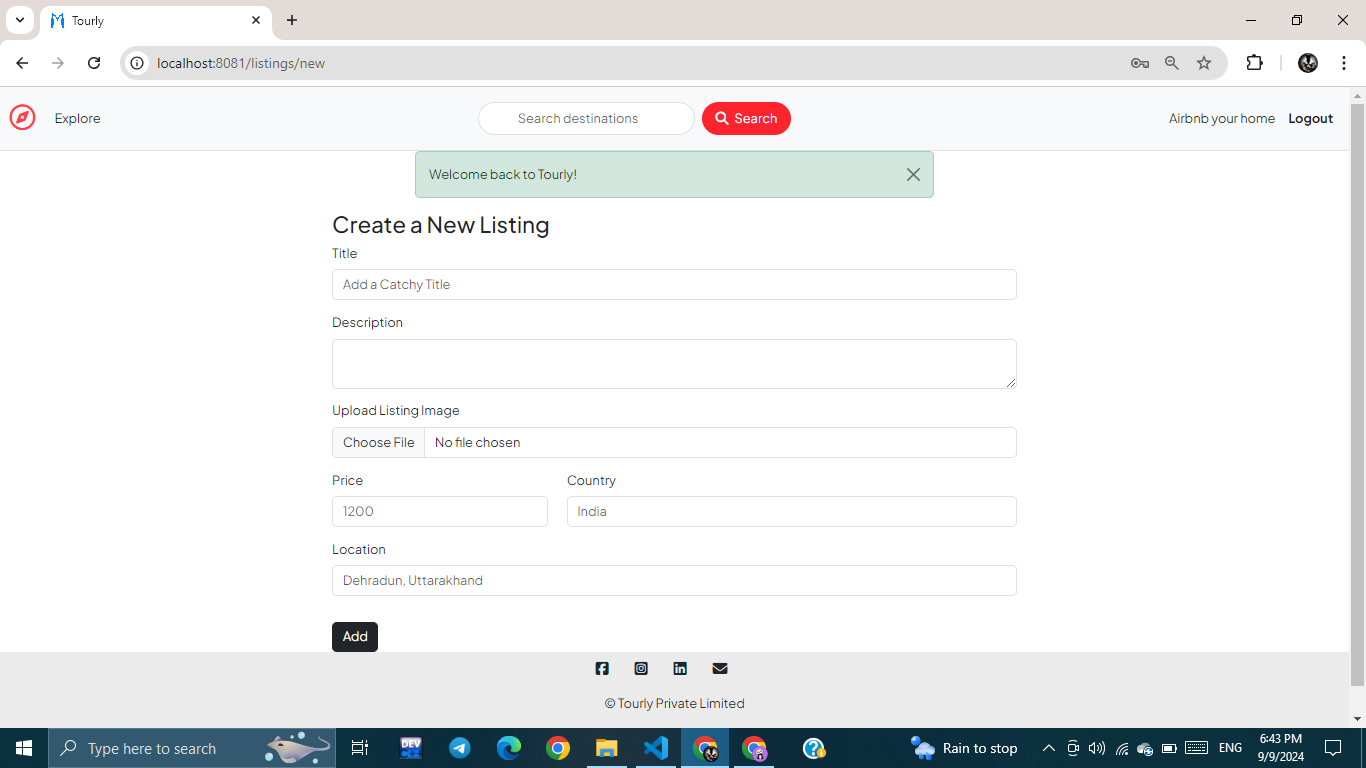 Tourly
localhost:8081/listings/new
Explore
Search destinations
Search
Airbnb your home
Logout
Welcome back to Tourly!
Create a New Listing
Title
Add a Catchy Title
Description
Upload Listing Image
Choose File
No file chosen
Price
Country
1200
India
Location
Dehradun, Uttarakhand
Add
© Tourly Private Limited
Type here to search
DEV
Rain to stop
ENG
6:43 PM
9/9/2024